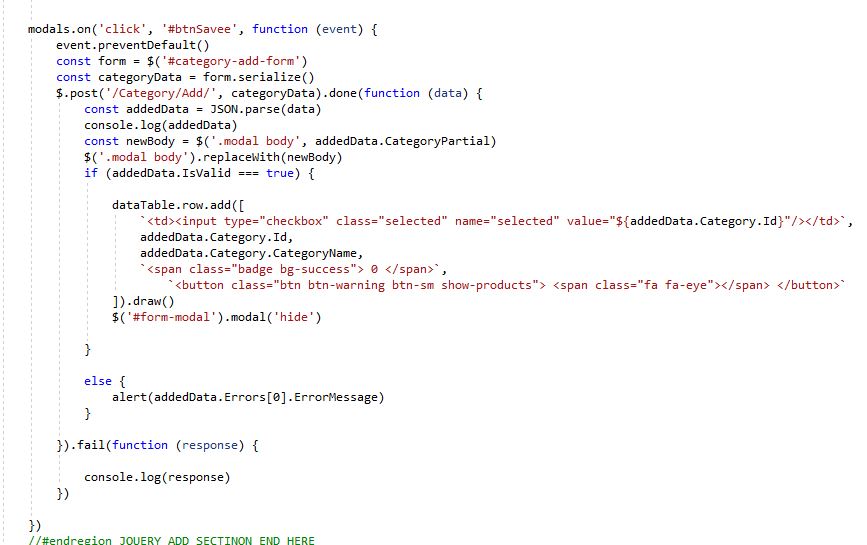 modals.on('click', '#btnSavee', function (event) {
event.preventDefault()
const form = $('#category-add-form')
const categoryData = form.serialize()
$.post('/Category/Add/', categoryData).done(function (data) {
const addedData = JSON.parse(data)
console.log(addedData)
const newBody = $('.modal body', addedData.CategoryPartial)
$('.modal body').replaceWith(newBody)
if (addedData.IsValid === true) {
dataTable.row.add([
`<td><input type="checkbox" class="selected" name="selected" value="${addedData.Category.Id}"/></td>`,
addedData.Category.Id,
addedData.Category.CategoryName,
`<span class="badge bg-success"> 0 </span>`,
`<button class="btn btn-warning btn-sm show-products"> <span class="fa fa-eye"></span> </button>`
]).draw()
$('#form-modal').modal('hide')
}
else {
alert(addedData.Errors[0].ErrorMessage)
}
}).fail(function (response) {
console.log(response)
})
})
//#endregion JQUERY ADD SECTINON END HERE